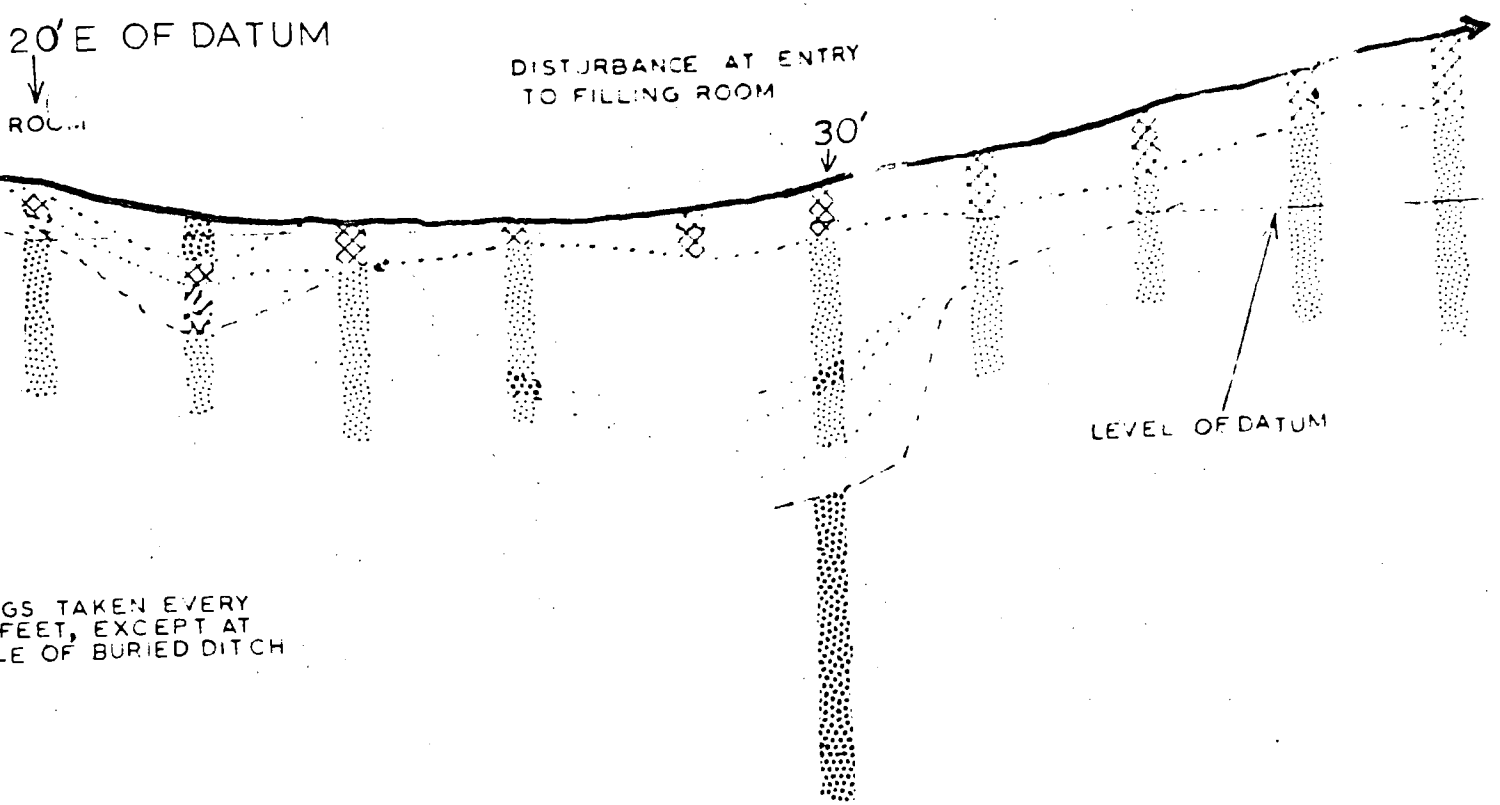 20' E OF DATUM
DISTURBANCE AT ENTRY
TO FILLING ROOM
30'
LEVEL OF DATUM
GS TAKEN EVERY
FEET, EXCEPT AT
LE OF BURIED DITCH